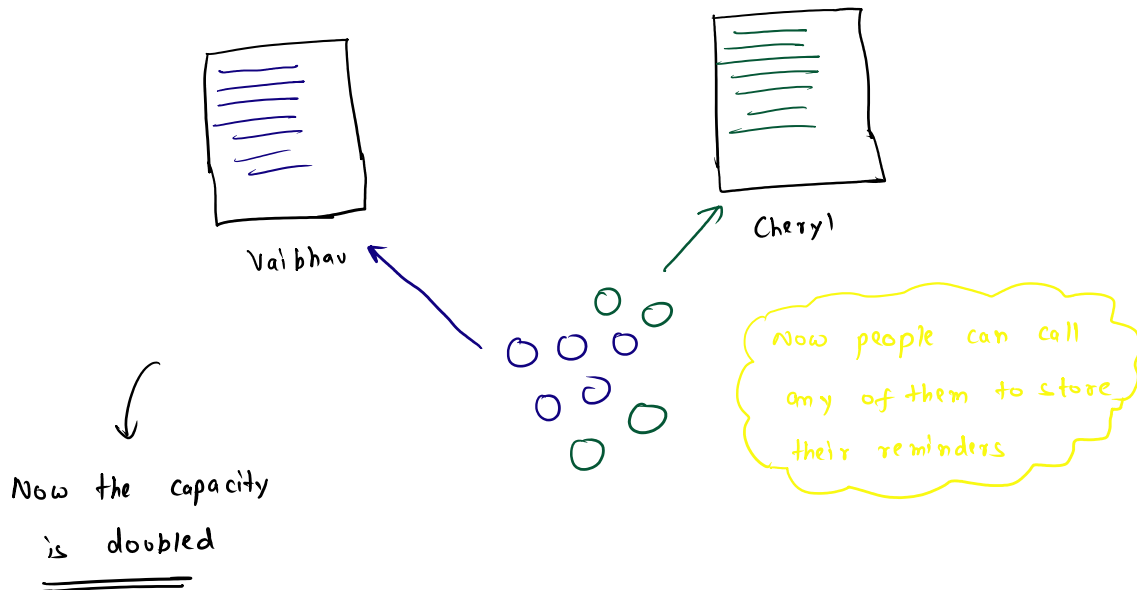 Vaibhav
Cheryl
Now people can call
any of them to store
their reminders
Now the capacity
is doubled